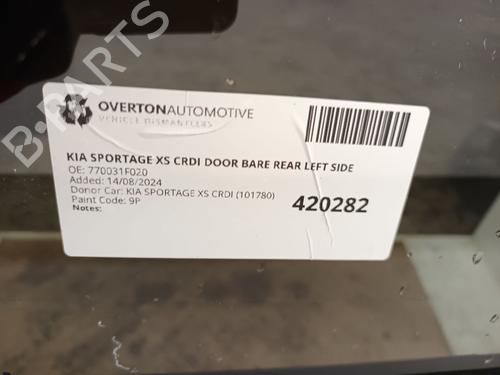 B-PARTS
OVERTONAUTOMOTIVE
VEHICLE DISMANTLERS
KIA SPORTAGE XS CRDI DOOR BARE REAR LEFT SIDE
OE: 770031F020
Added: 14/08/2024
Donor Car: KIA SPORTAGE XS CRDI (101780)
Paint Code: 9P
Notes:
420282